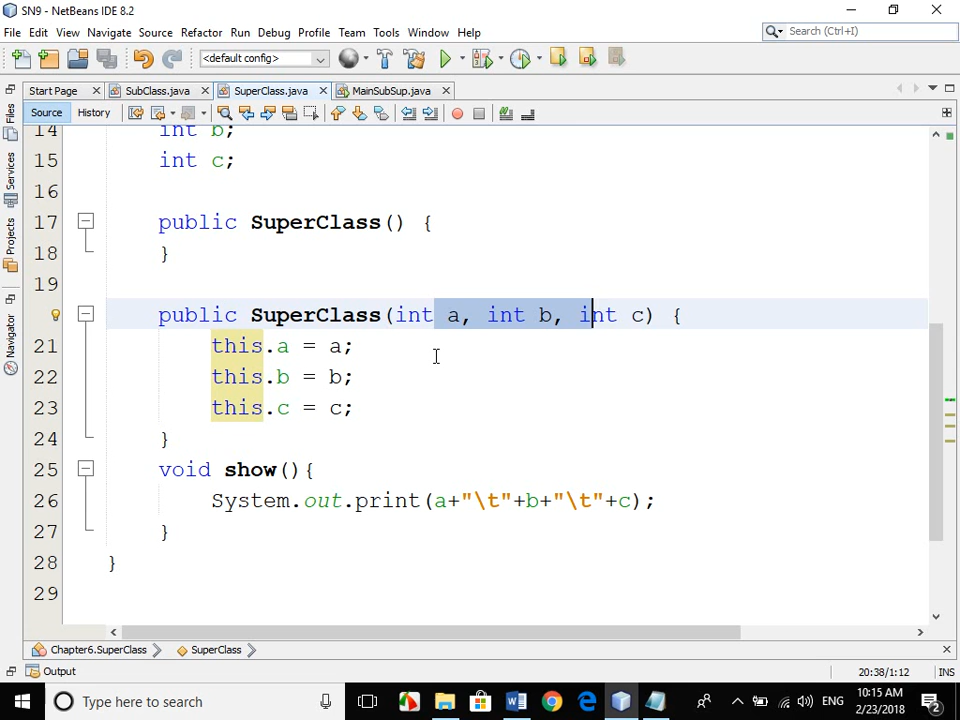 SN9 - NetBeans IDE 8.2
File Edit View Navigate Source Refactor Run Debug Profile Team Tools Window Help
Search (Ctrl+I)
<default config>
Start Page SubClass.java SuperClass.java MainSubSup.java
Source History
Files
Services
Projects
Navigator
14 int b;
15 int c;
16
17 public SuperClass() {
18 }
19
public SuperClass(int a, int b, int c) {
21 this.a = a;
22 this.b = b;
23 this.c = c;
24 }
25 void show(){
26 System.out.print(a+"\t"+b+"\t"+c);
27 }
28 }
29
Chapter6.SuperClass SuperClass
Output
20:38/1:12 INS
Type here to search
ENG
10:15 AM
2/23/2018
2